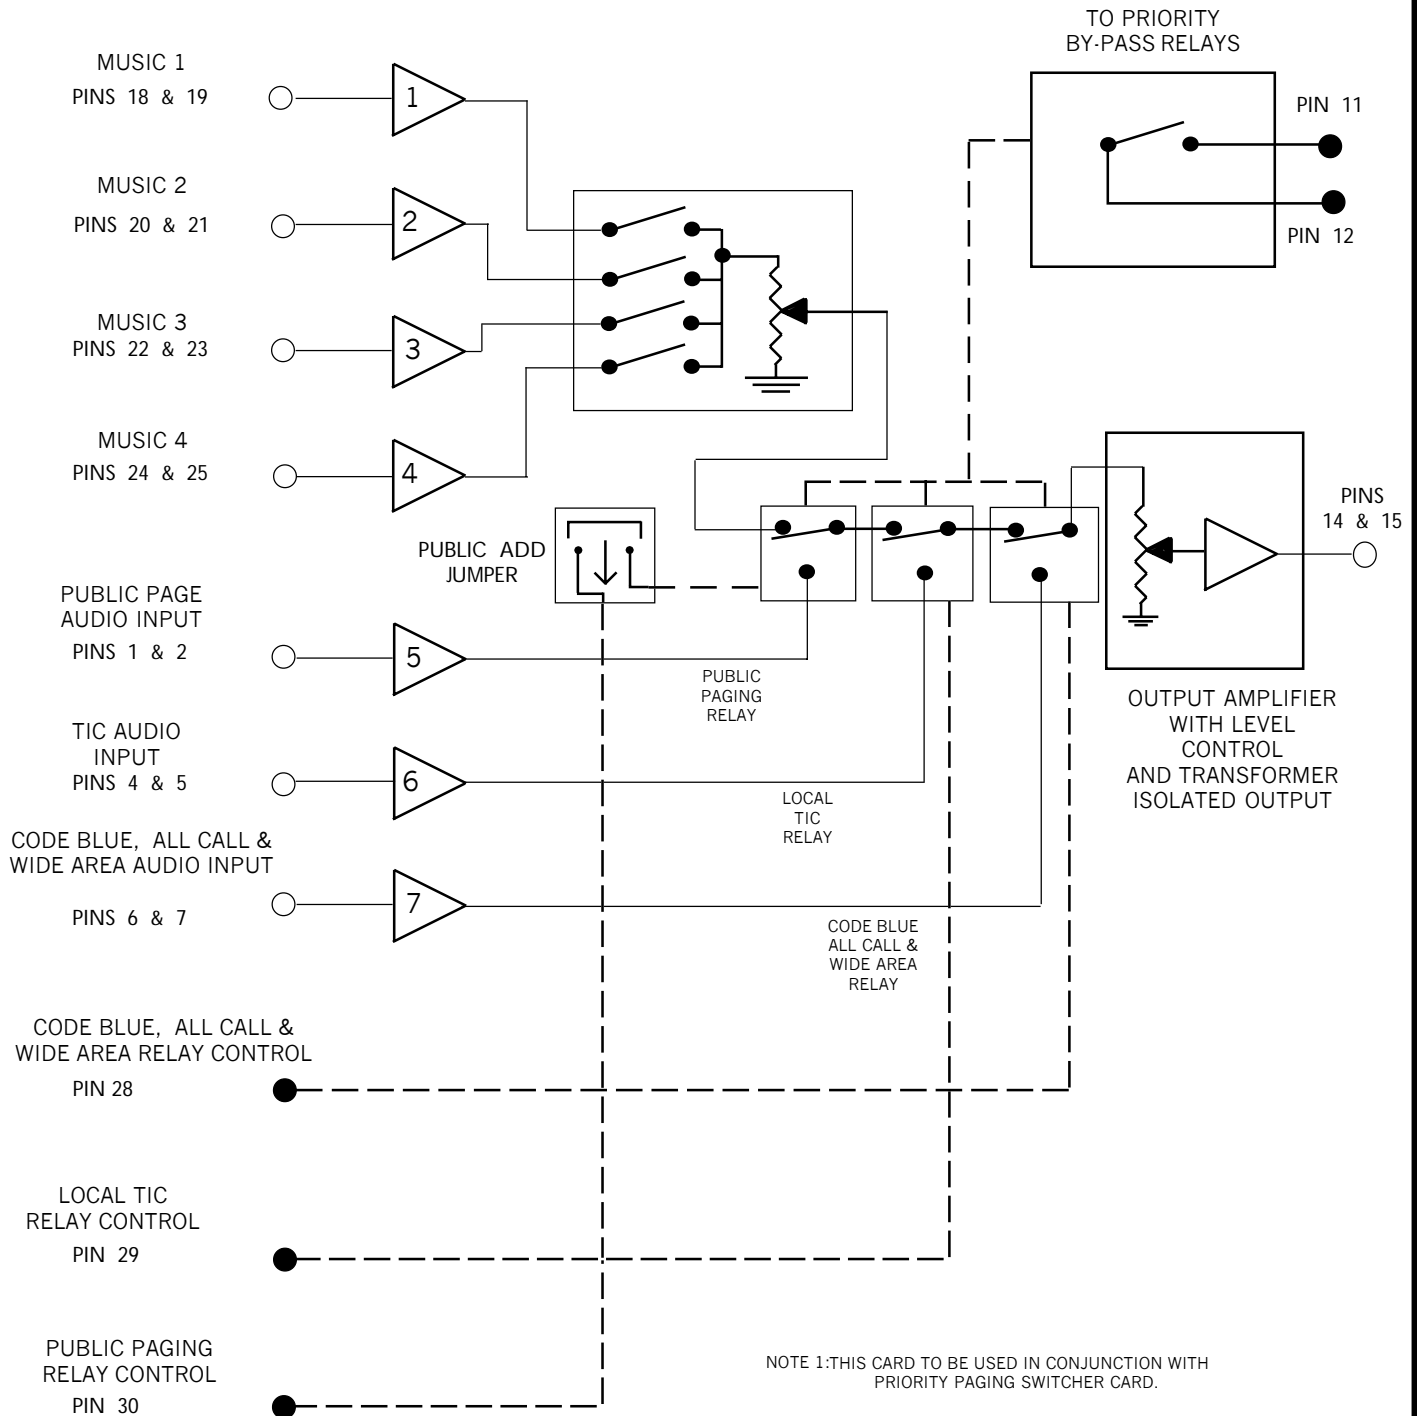 TO PRIORITY
BY-PASS RELAYS
MUSIC 1
PINS 18 & 19
1
PIN 11
MUSIC 2
PINS 20 & 21
2
PIN 12
MUSIC 3
PINS 22 & 23
3
MUSIC 4
PINS 24 & 25
4
PINS
14 & 15
PUBLIC ADD
JUMPER
PUBLIC PAGE
AUDIO INPUT
PINS 1 & 2
5
PUBLIC
PAGING
RELAY
OUTPUT AMPLIFIER
WITH LEVEL
CONTROL
AND TRANSFORMER
ISOLATED OUTPUT
TIC AUDIO
INPUT
PINS 4 & 5
6
LOCAL
TIC
RELAY
CODE BLUE, ALL CALL &
WIDE AREA AUDIO INPUT
PINS 6 & 7
7
CODE BLUE
ALL CALL &
WIDE AREA
RELAY
CODE BLUE, ALL CALL &
WIDE AREA RELAY CONTROL
PIN 28
LOCAL TIC
RELAY CONTROL
PIN 29
PUBLIC PAGING
RELAY CONTROL
PIN 30
NOTE 1:THIS CARD TO BE USED IN CONJUNCTION WITH
PRIORITY PAGING SWITCHER CARD.